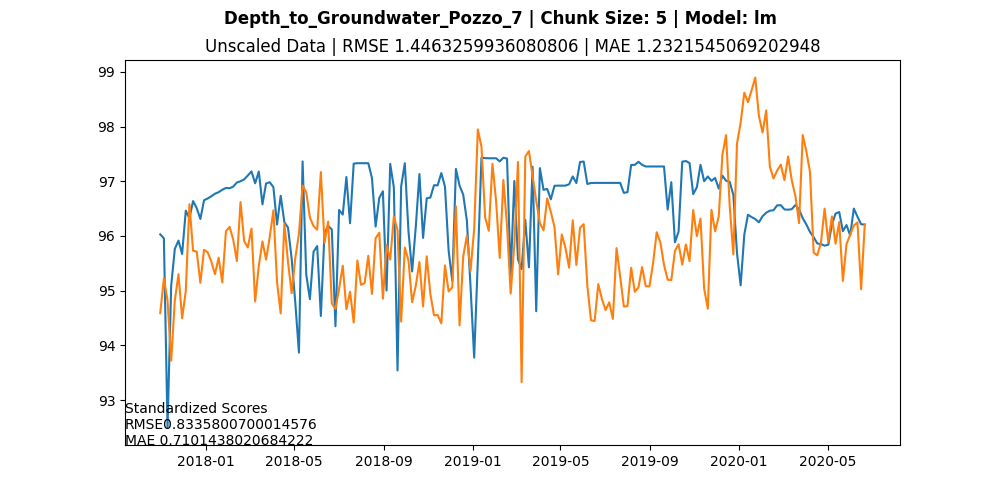 Depth_to_Groundwater_Pozzo_7 | Chunk Size: 5 | Model: lm
Unscaled Data | RMSE 1.4463259936080806 | MAE 1.2321545069202948
99
98
97
96
95
94
93
Standardized Scores
RMSE0.8335800700014576
MAE 0.7101438020684222
2018-01 2018-05 2018-09 2019-01 2019-05 2019-09 2020-01 2020-05